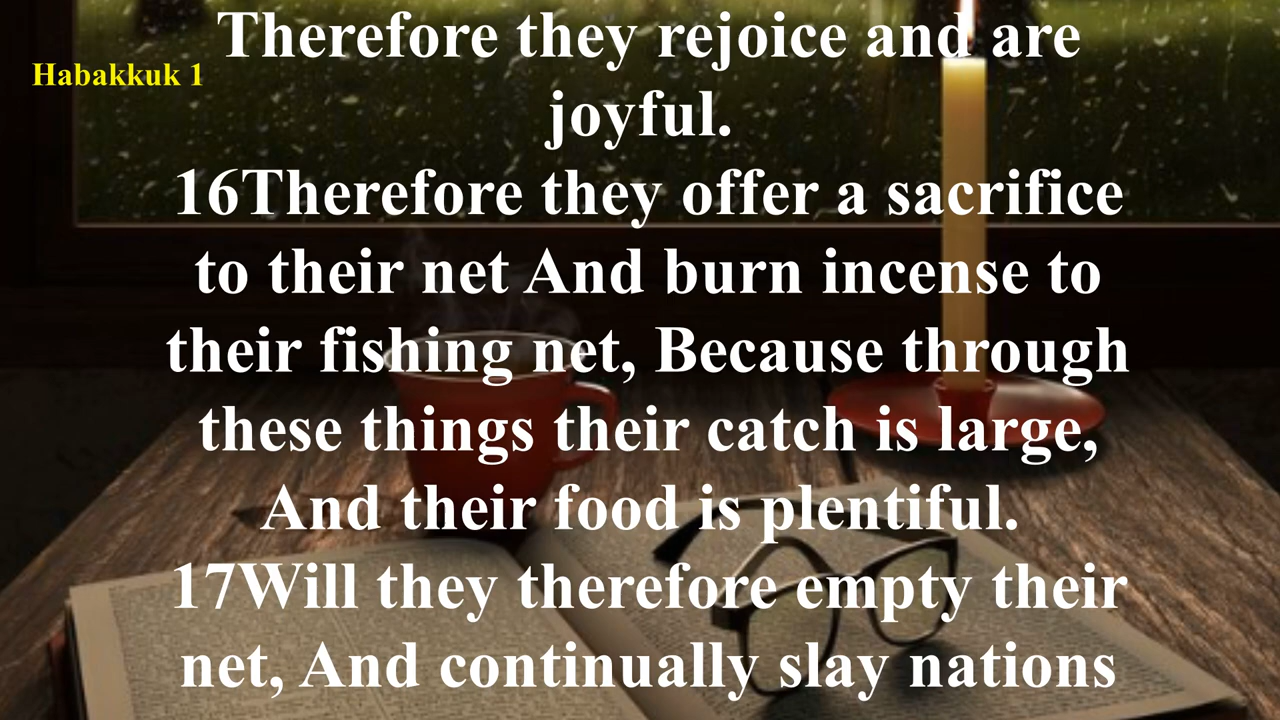 Therefore they rejoice and are
Habakkuk 1
joyful.
16Therefore they offer a sacrifice
to their net And burn incense to
their fishing net, Because through
these things their catch is large,
And their food is plentiful.
17Will they therefore empty their
net, And continually slay nations